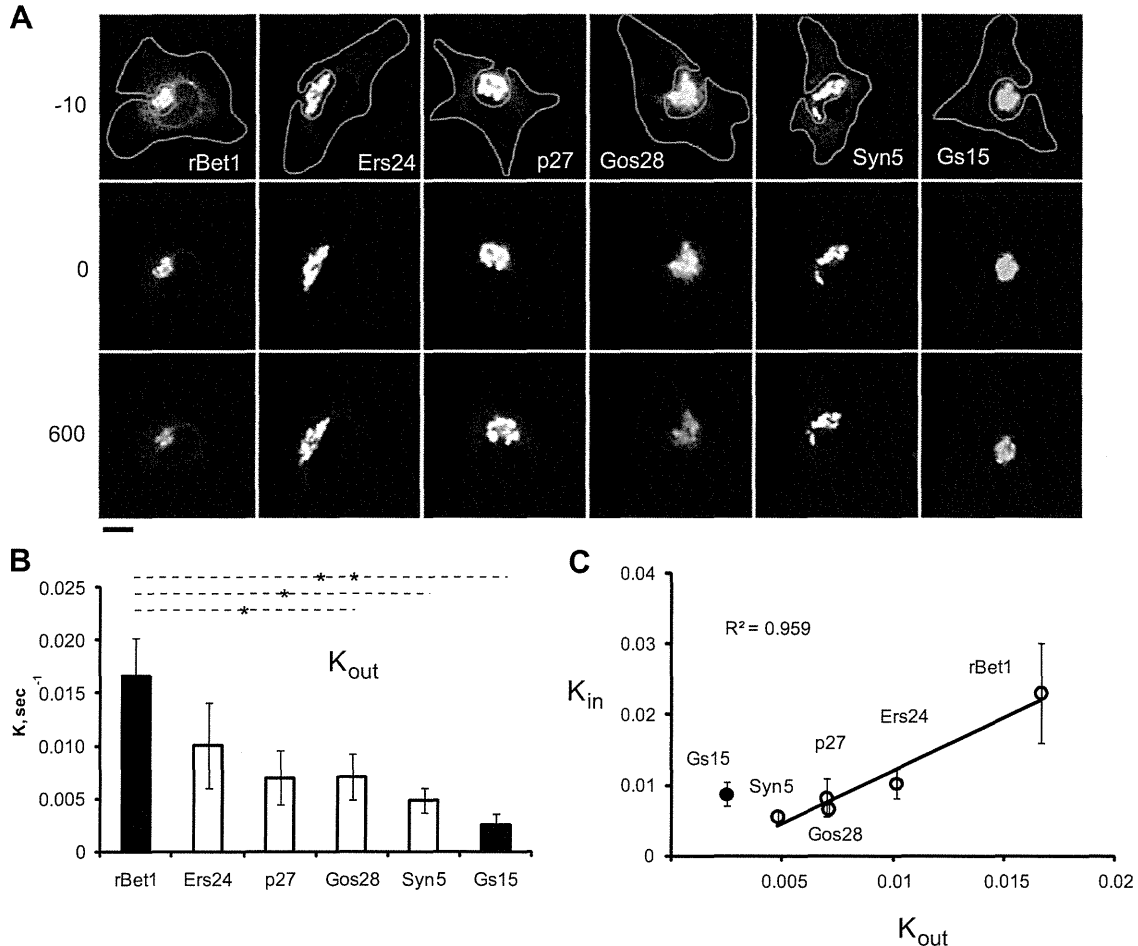 A
-10
rBet1
Ers24
p27
Gos28
Syn5
Gs15
0
600
B
K, sec⁻¹
0.025
0.020
0.015
0.010
0.005
0
* *
*
*
Kout
rBet1
Ers24
p27
Gos28
Syn5
Gs15
C
Kin
0.04
0.03
0.02
0.01
0
R² = 0.959
rBet1
Ers24
p27
Gs15
Syn5
Gos28
0.005
0.01
0.015
0.02
Kout